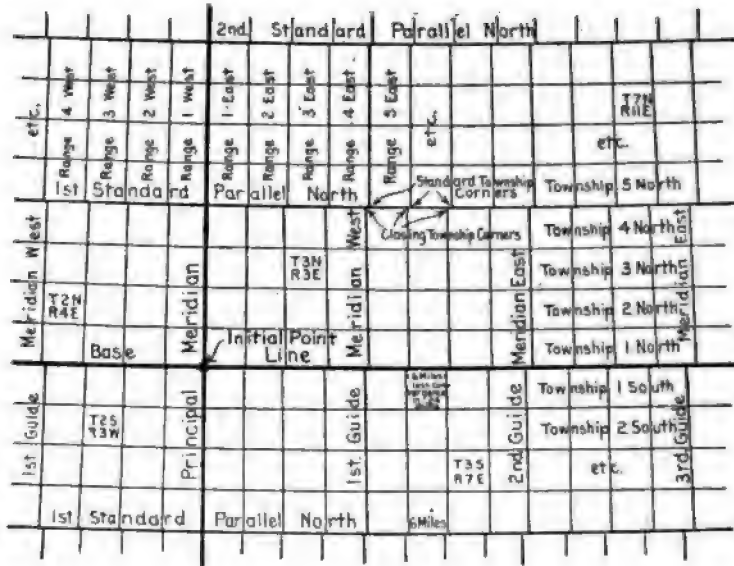 2nd. Standard Parallel North
etc.
Range 4 West
Range 3 West
Range 2 West
Range 1 West
Range 1 East
Range 2 East
Range 3 East
Range 4 East
Range 5 East
etc.
T7N
R11E
etc.
1st Standard Parallel North
Standard Township
Corners
Township 5 North
Closing Township Corners
Township 4 North
Township 3 North
Township 2 North
Township 1 North
T3N
R3E
T2N
R4E
Meridian West
Meridian
Meridian West
Meridian East
Meridian East
Initial Point
Base Line
Township 1 South
Township 2 South
etc.
T2S
R3W
T3S
R7E
1st Guide
Principal
1st. Guide
2nd Guide
3rd Guide
1st Standard Parallel North
6 Miles